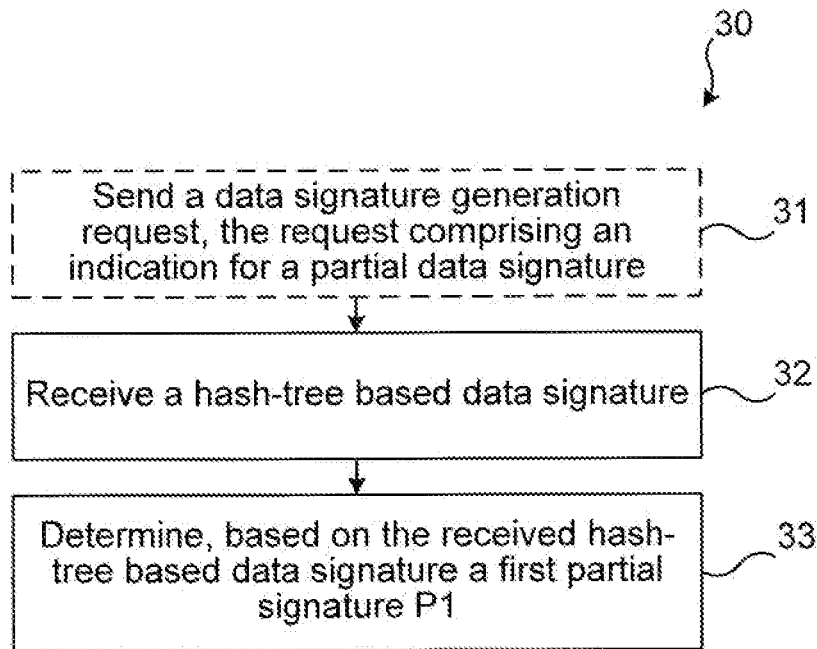 30
Send a data signature generation
request, the request comprising an
indication for a partial data signature
31
Receive a hash-tree based data signature
32
Determine, based on the received hash-
tree based data signature a first partial
signature P1
33